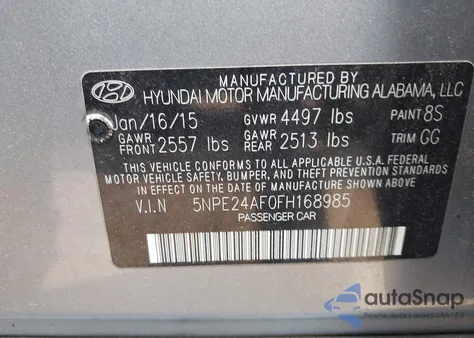 MANUFACTURED BY
HYUNDAI MOTOR MANUFACTURING ALABAMA, LLC
Jan/16/15 GVWR 4497 lbs PAINT 8S
GAWR FRONT 2557 lbs GAWR REAR 2513 lbs TRIM GG
THIS VEHICLE CONFORMS TO ALL APPLICABLE U.S.A. FEDERAL
MOTOR VEHICLE SAFETY, BUMPER, AND THEFT PREVENTION
STANDARDS IN EFFECT ON THE DATE OF MANUFACTURE
V.I.N 5NPE24AF0FH168985
PASSENGER CAR
autoSnap